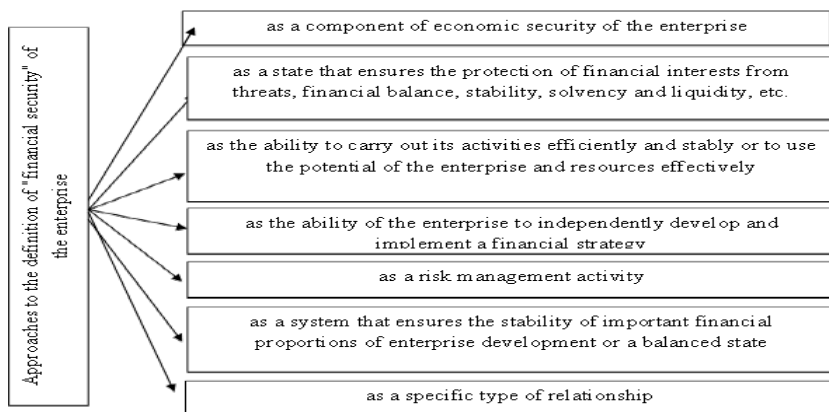 Approaches to the definition of "financial security" of
the enterprise
as a component of economic security of the enterprise
as a state that ensures the protection of financial interests from
threats, financial balance, stability, solvency and liquidity, etc.
as the ability to carry out its activities efficiently and stably or to use
the potential of the enterprise and resources effectively
as the ability of the enterprise to independently develop and
implement a financial strategy
as a risk management activity
as a system that ensures the stability of important financial
proportions of enterprise development or a balanced state
as a specific type of relationship